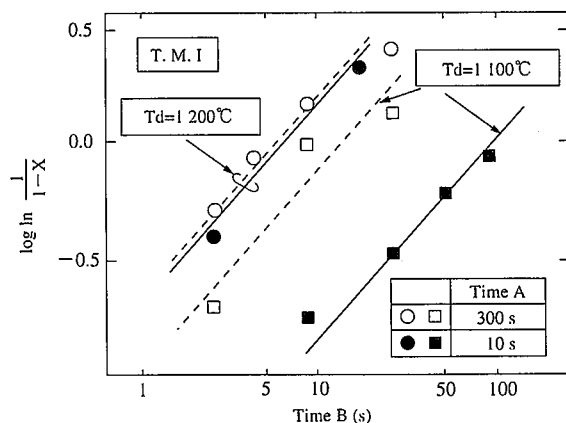 0.5
T. M. I
Td=1 100℃
Td=1 200℃
0.0
log ln 1/(1−X)
−0.5
Time A
300 s
10 s
1 5 10 50 100
Time B (s)